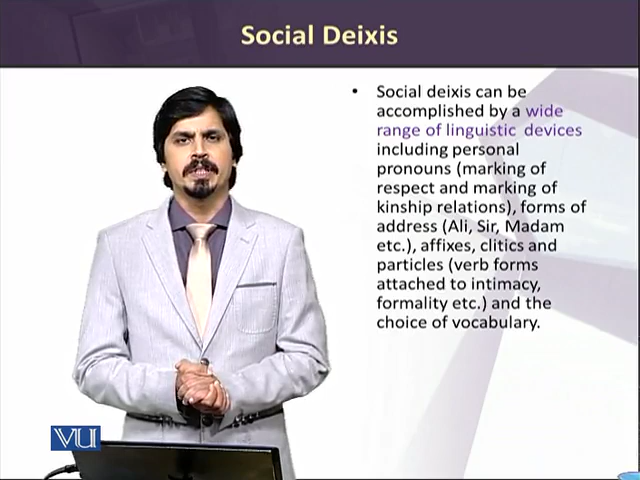 Social Deixis
• Social deixis can be
accomplished by a wide
range of linguistic devices
including personal
pronouns (marking of
respect and marking of
kinship relations), forms of
address (Ali, Sir, Madam
etc.), affixes, clitics and
particles (verb forms
attached to intimacy,
formality etc.) and the
choice of vocabulary.
VU